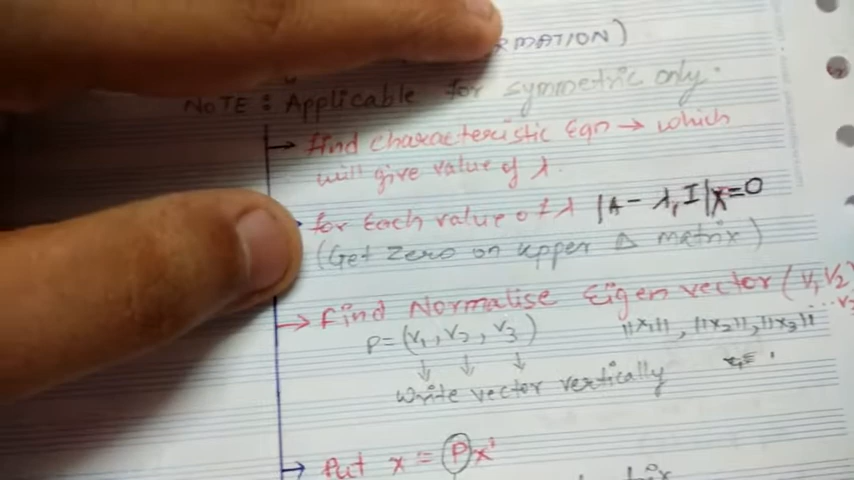 RMATION)
NOTE : Applicable for symmetric only.
→ find characteristic Eqn → which
will give value of λ.
for Each value of λ |A - λ, I|X=0
(Get zero on upper Δ matrix)
→ find Normalise Eigen vector (V₁, V₂
P = (V₁, V₂, V₃) ||X₁||, ||X₂||, ||X₃||
↓ ↓ ↓
write vector vertically
→ Put x = P x'